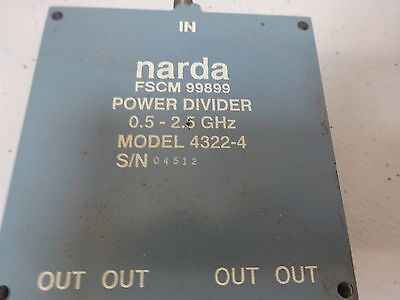 IN
narda
FSCM 99899
POWER DIVIDER
0.5 - 2.5 GHz
MODEL 4322-4
S/N 04512
OUT OUT OUT OUT